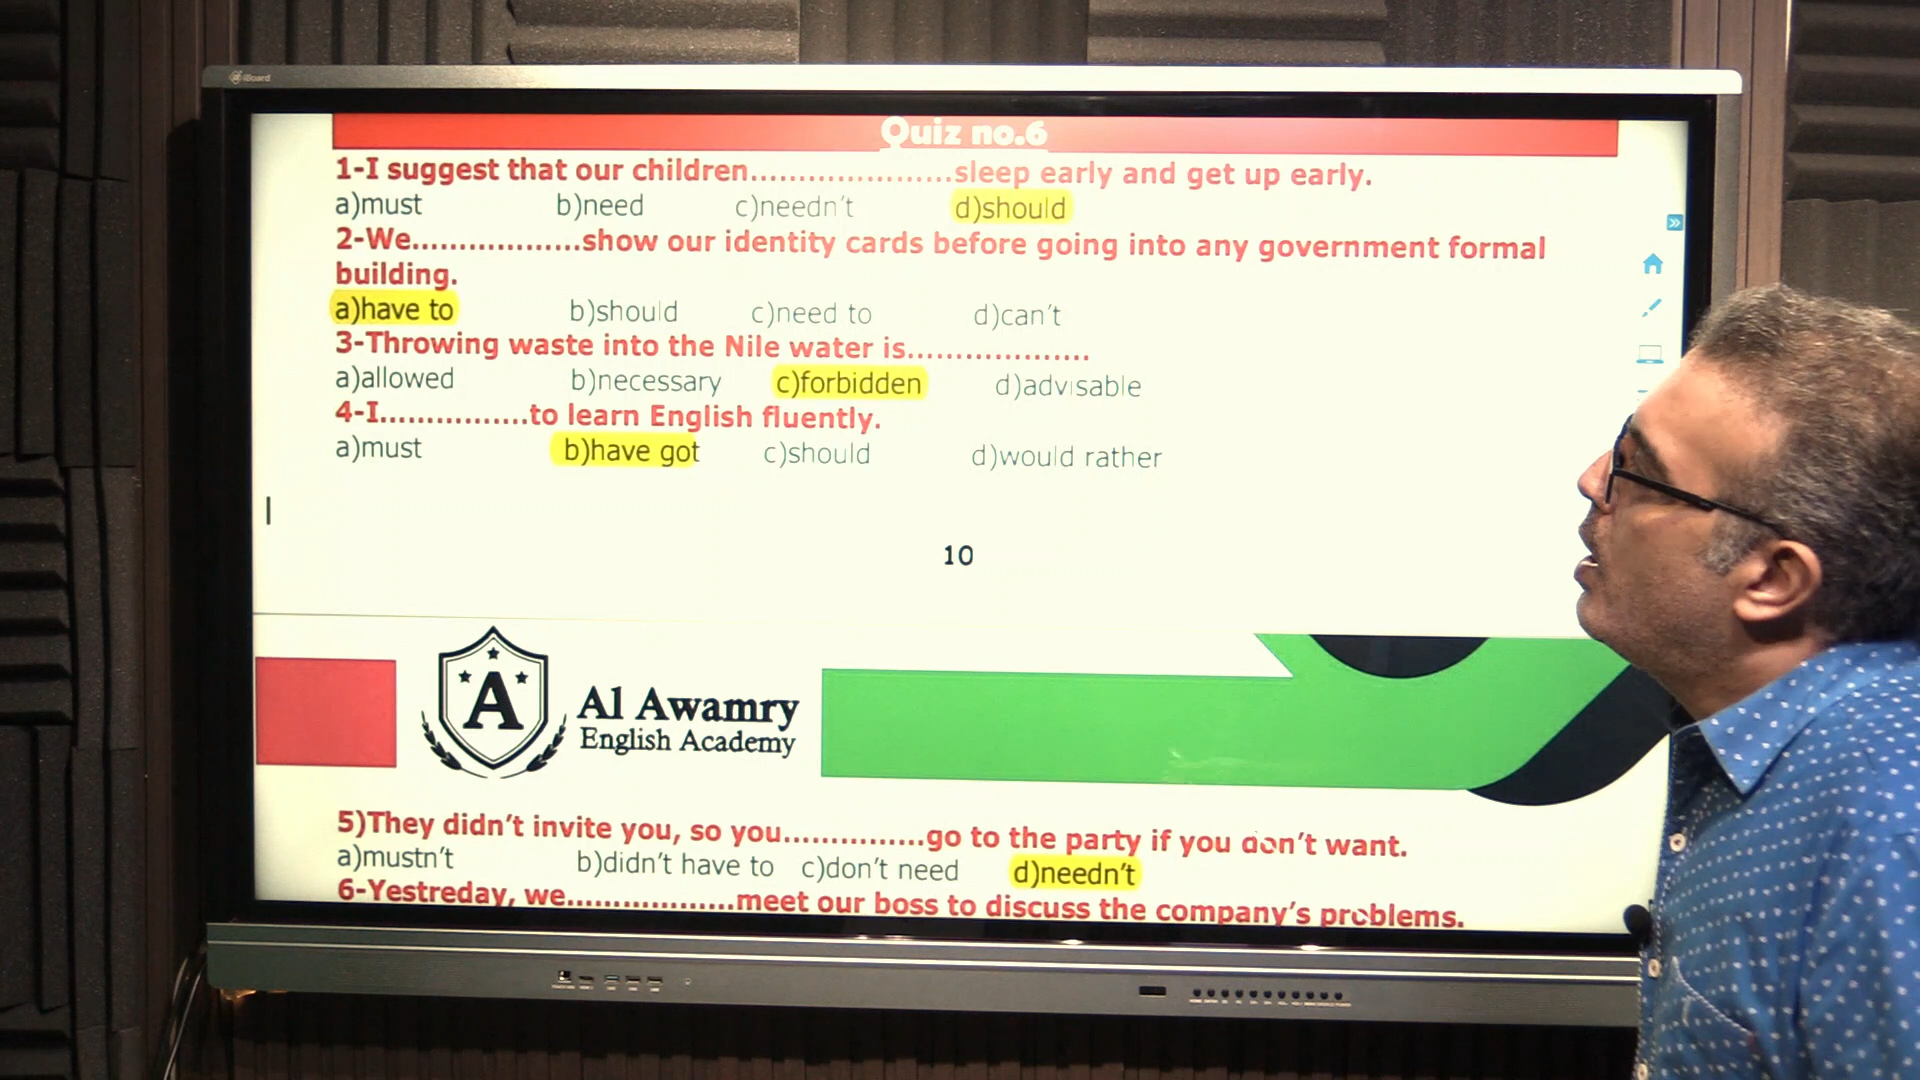 iBoard
Quiz no.6
1-I suggest that our children.....................sleep early and get up early.
a)must b)need c)needn't d)should
2-We..................show our identity cards before going into any government formal
building.
a)have to b)should c)need to d)can't
3-Throwing waste into the Nile water is...................
a)allowed b)necessary c)forbidden d)advisable
4-I...............to learn English fluently.
a)must b)have got c)should d)would rather
10
A
Al Awamry
English Academy
5)They didn't invite you, so you...............go to the party if you don't want.
a)mustn't b)didn't have to c)don't need d)needn't
6-Yestreday, we..................meet our boss to discuss the company's problems.